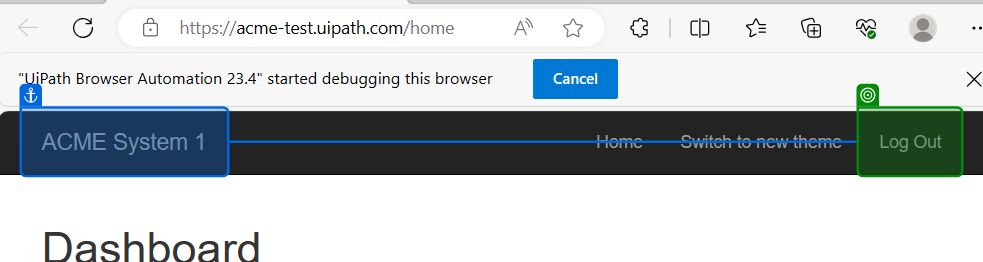 https://acme-test.uipath.com/home
"UiPath Browser Automation 23.4" started debugging this browser Cancel
ACME System 1 Home Switch to new theme Log Out
Dashboard